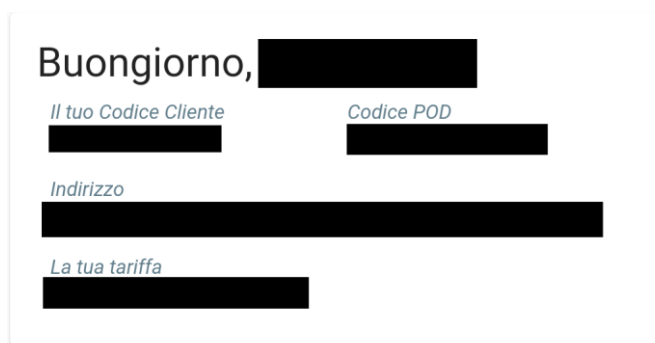 Buongiorno,
Il tuo Codice Cliente Codice POD
Indirizzo
La tua tariffa